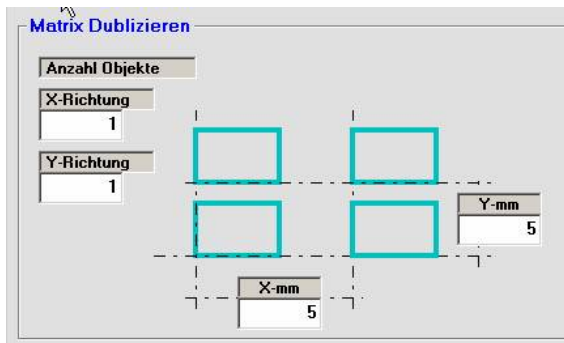 Matrix Dublizieren
Anzahl Objekte
X-Richtung
1
Y-Richtung
1
Y-mm
5
X-mm
5